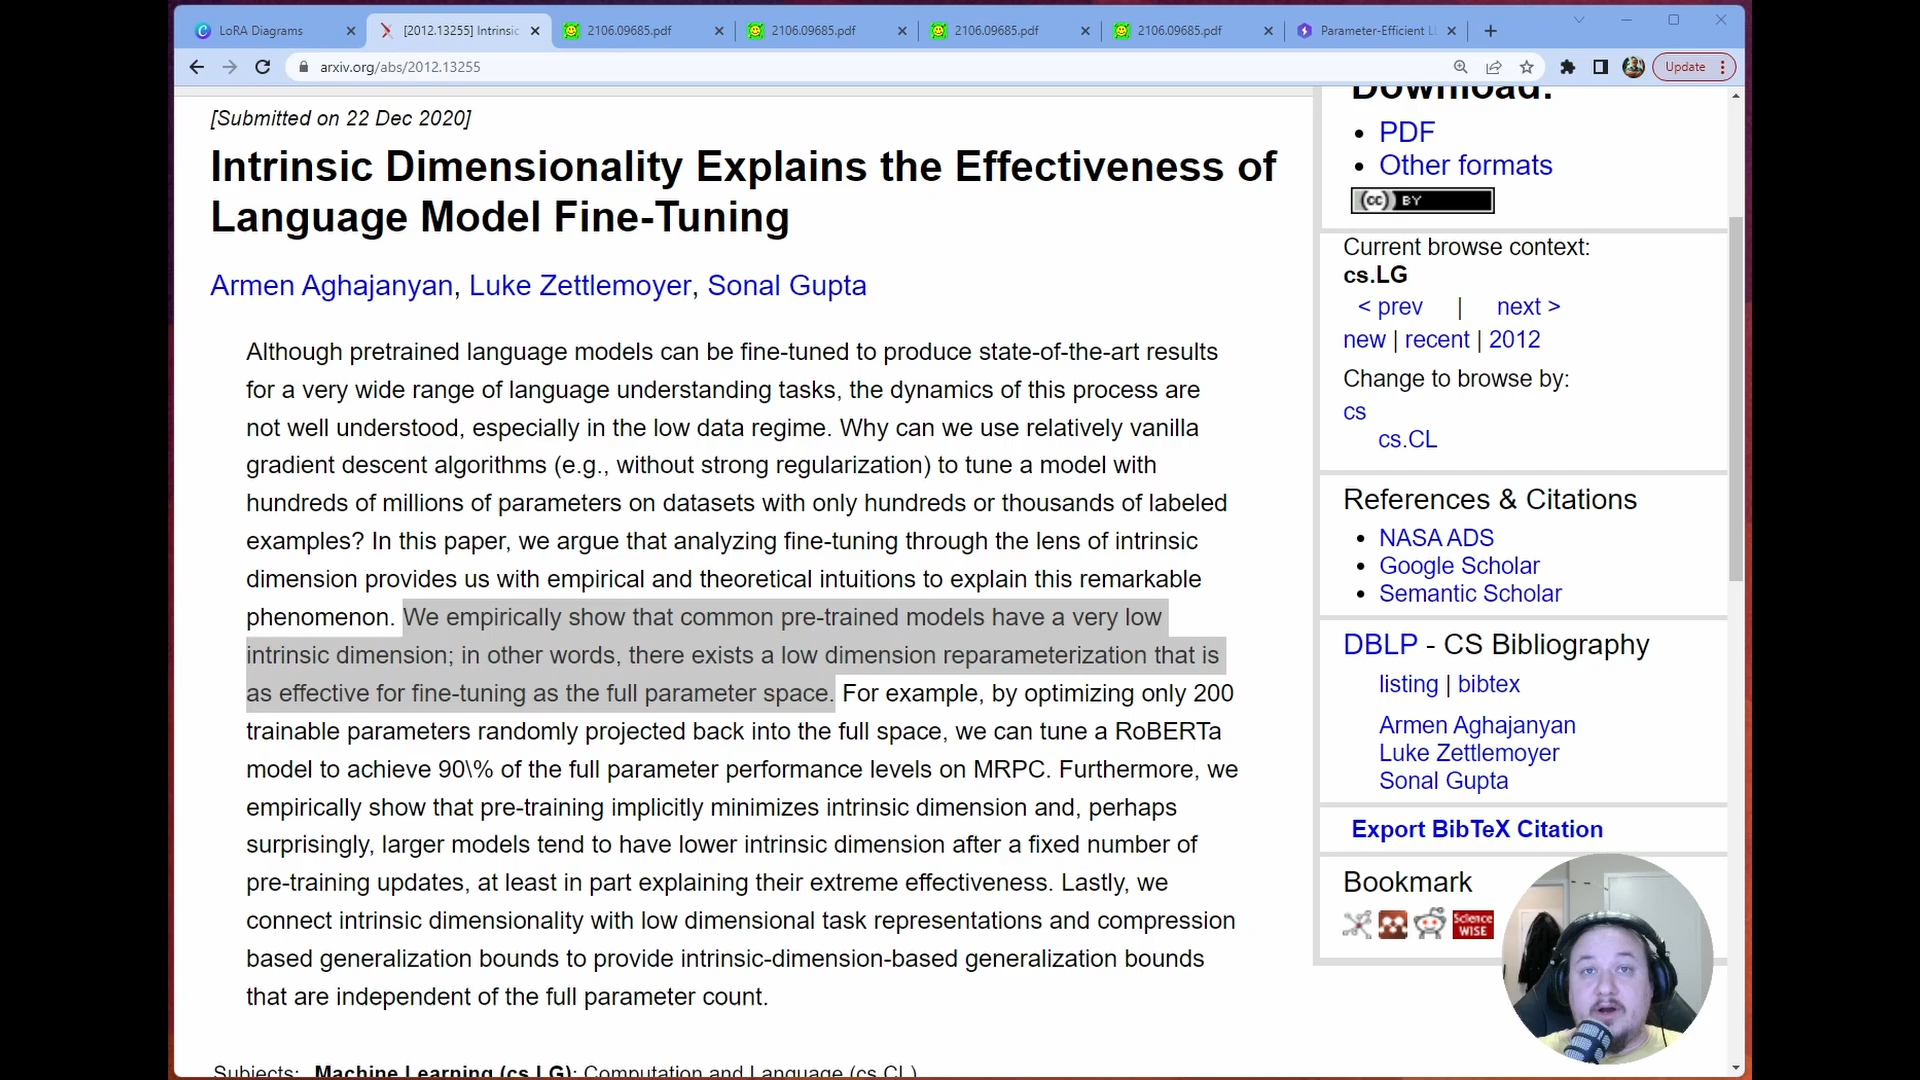 LoRA Diagrams
[2012.13255] Intrinsic
2106.09685.pdf
2106.09685.pdf
2106.09685.pdf
2106.09685.pdf
Parameter-Efficient
arxiv.org/abs/2012.13255
Update
[Submitted on 22 Dec 2020]
Intrinsic Dimensionality Explains the Effectiveness of
Language Model Fine-Tuning
Armen Aghajanyan, Luke Zettlemoyer, Sonal Gupta
Although pretrained language models can be fine-tuned to produce state-of-the-art results
for a very wide range of language understanding tasks, the dynamics of this process are
not well understood, especially in the low data regime. Why can we use relatively vanilla
gradient descent algorithms (e.g., without strong regularization) to tune a model with
hundreds of millions of parameters on datasets with only hundreds or thousands of labeled
examples? In this paper, we argue that analyzing fine-tuning through the lens of intrinsic
dimension provides us with empirical and theoretical intuitions to explain this remarkable
phenomenon. We empirically show that common pre-trained models have a very low
intrinsic dimension; in other words, there exists a low dimension reparameterization that is
as effective for fine-tuning as the full parameter space. For example, by optimizing only 200
trainable parameters randomly projected back into the full space, we can tune a RoBERTa
model to achieve 90\% of the full parameter performance levels on MRPC. Furthermore, we
empirically show that pre-training implicitly minimizes intrinsic dimension and, perhaps
surprisingly, larger models tend to have lower intrinsic dimension after a fixed number of
pre-training updates, at least in part explaining their extreme effectiveness. Lastly, we
connect intrinsic dimensionality with low dimensional task representations and compression
based generalization bounds to provide intrinsic-dimension-based generalization bounds
that are independent of the full parameter count.
Subjects: Machine Learning (cs.LG); Computation and Language (cs.CL)
Download:
PDF
Other formats
(cc) BY
Current browse context:
cs.LG
< prev | next >
new | recent | 2012
Change to browse by:
cs
cs.CL
References & Citations
NASA ADS
Google Scholar
Semantic Scholar
DBLP - CS Bibliography
listing | bibtex
Armen Aghajanyan
Luke Zettlemoyer
Sonal Gupta
Export BibTeX Citation
Bookmark
Science
WISE